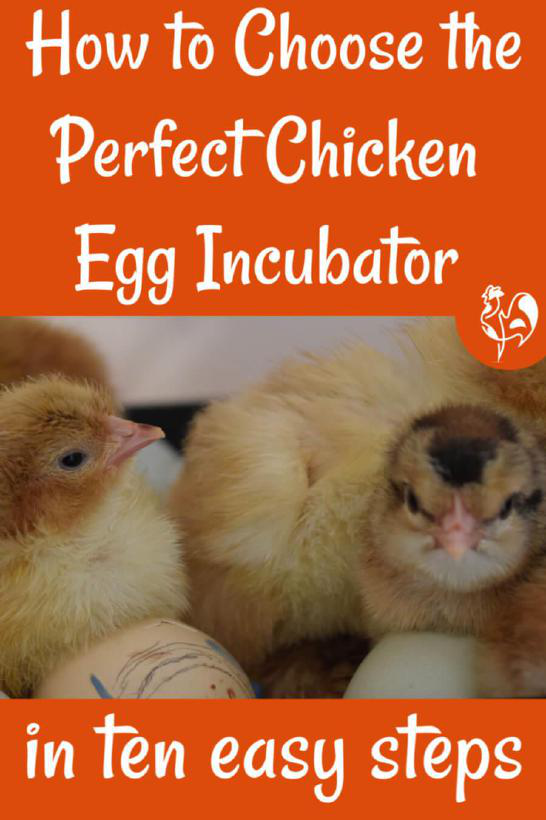 How to Choose the
Perfect Chicken
Egg Incubator
in ten easy steps